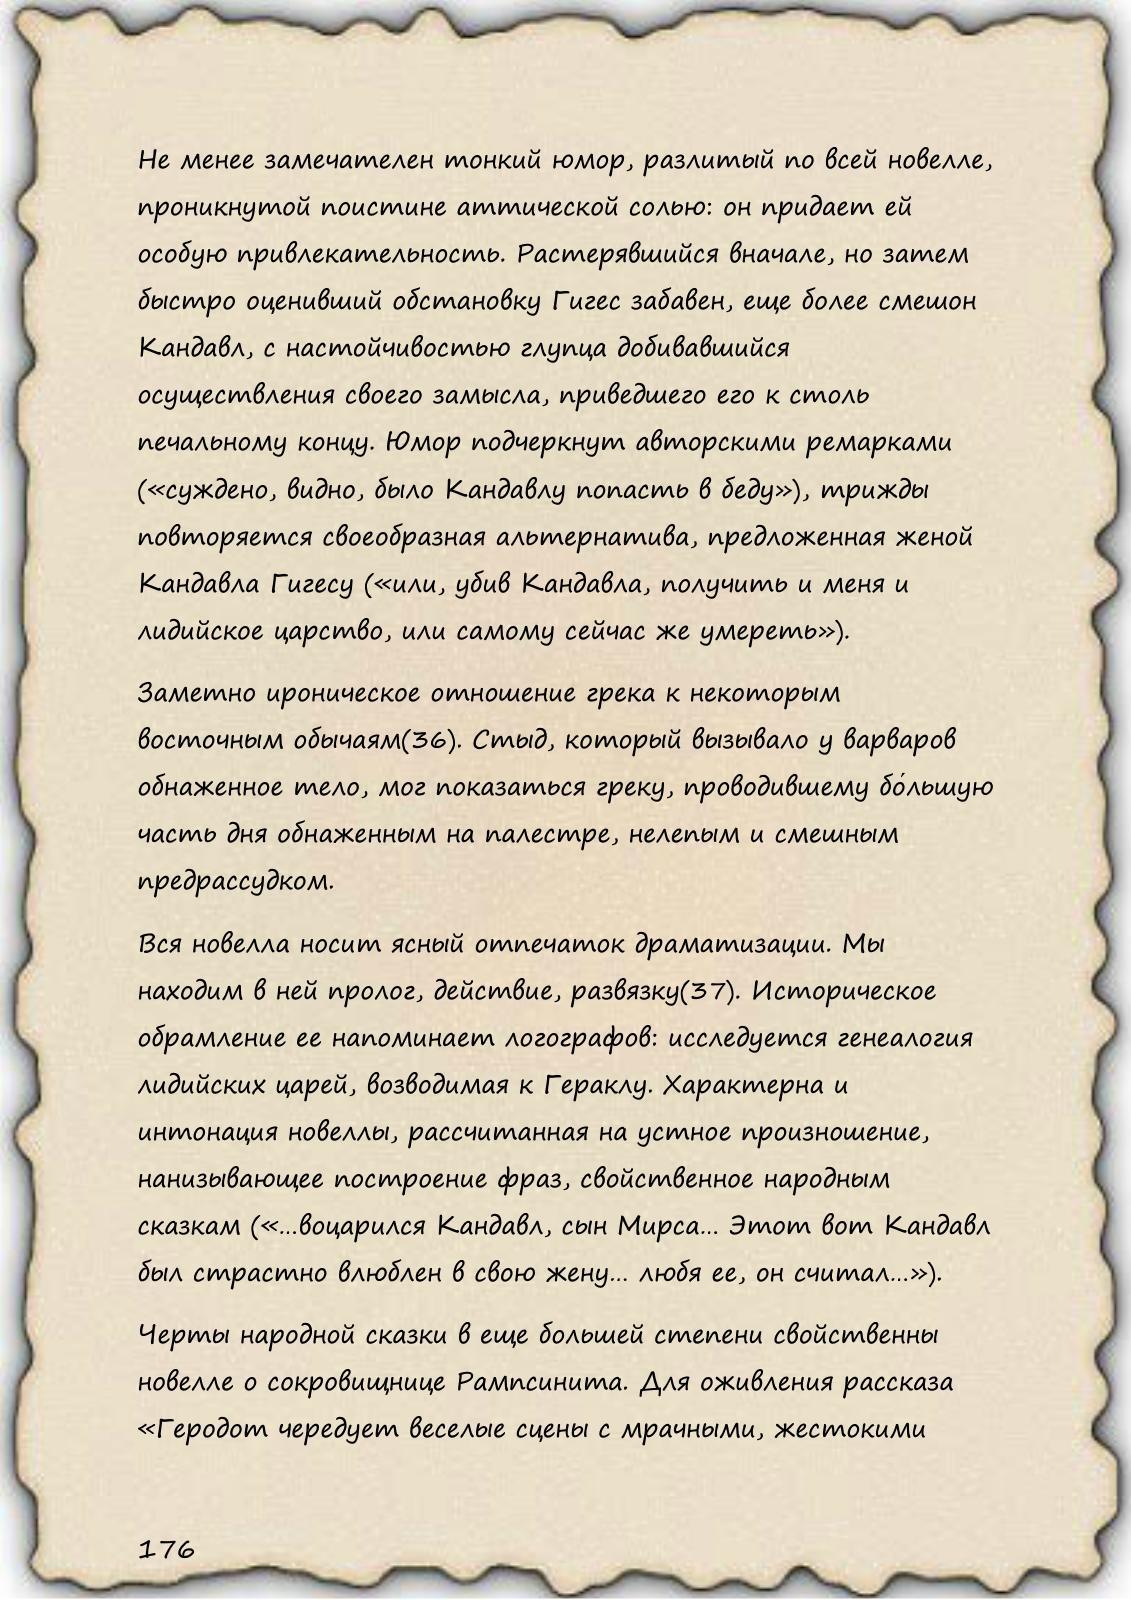 Не менее замечателен тонкий юмор, разлитый по всей новелле,
проникнутой поистине аттической солью: он придает ей
особую привлекательность. Растерявшийся вначале, но затем
быстро оценивший обстановку Гигес забавен, еще более смешон
Кандавл, с настойчивостью глупца добивавшийся
осуществления своего замысла, приведшего его к столь
печальному концу. Юмор подчеркнут авторскими ремарками
(«суждено, видно, было Кандавлу попасть в беду»), трижды
повторяется своеобразная альтернатива, предложенная женой
Кандавла Гигесу («или, убив Кандавла, получить и меня и
лидийское царство, или самому сейчас же умереть»).
Заметно ироническое отношение грека к некоторым
восточным обычаям(36). Стыд, который вызывало у варваров
обнаженное тело, мог показаться греку, проводившему бо́льшую
часть дня обнаженным на палестре, нелепым и смешным
предрассудком.
Вся новелла носит ясный отпечаток драматизации. Мы
находим в ней пролог, действие, развязку(37). Историческое
обрамление ее напоминает логографов: исследуется генеалогия
лидийских царей, возводимая к Гераклу. Характерна и
интонация новеллы, рассчитанная на устное произношение,
нанизывающее построение фраз, свойственное народным
сказкам («...воцарился Кандавл, сын Мирса... Этот вот Кандавл
был страстно влюблен в свою жену... любя ее, он считал...»).
Черты народной сказки в еще большей степени свойственны
новелле о сокровищнице Рампсинита. Для оживления рассказа
«Геродот чередует веселые сцены с мрачными, жестокими
176